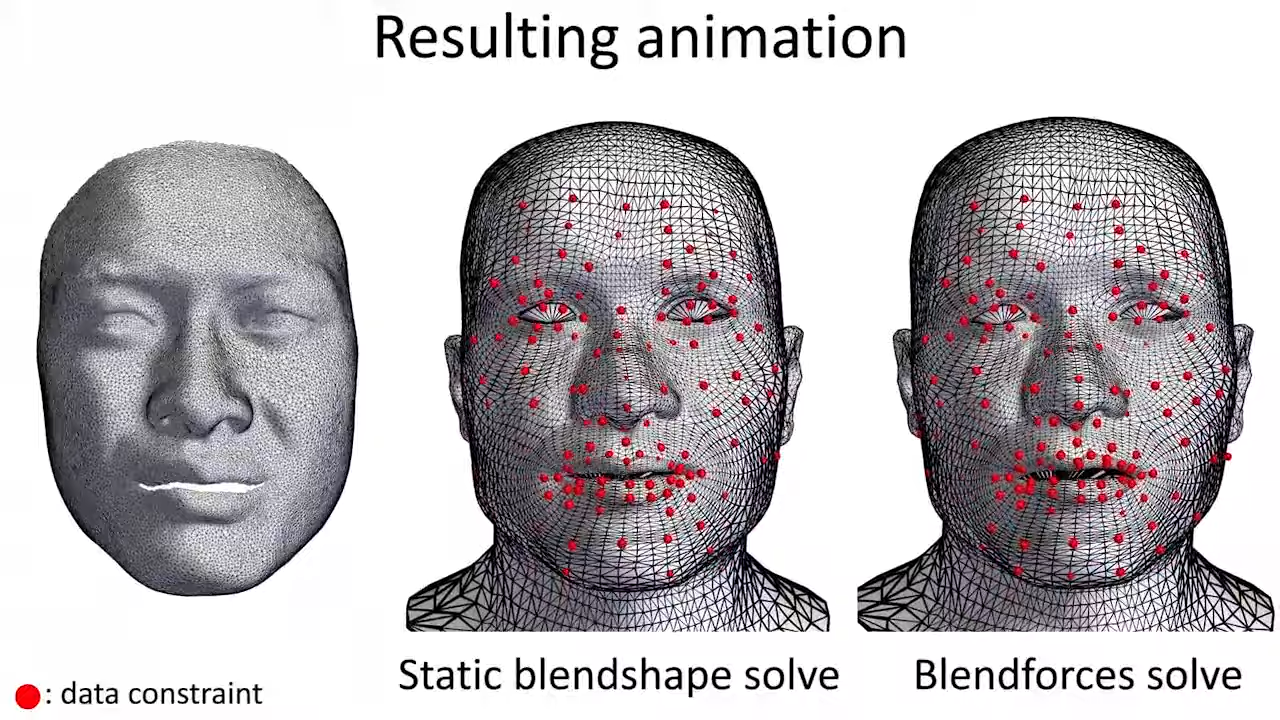 Resulting animation
Static blendshape solve
Blendforces solve
: data constraint